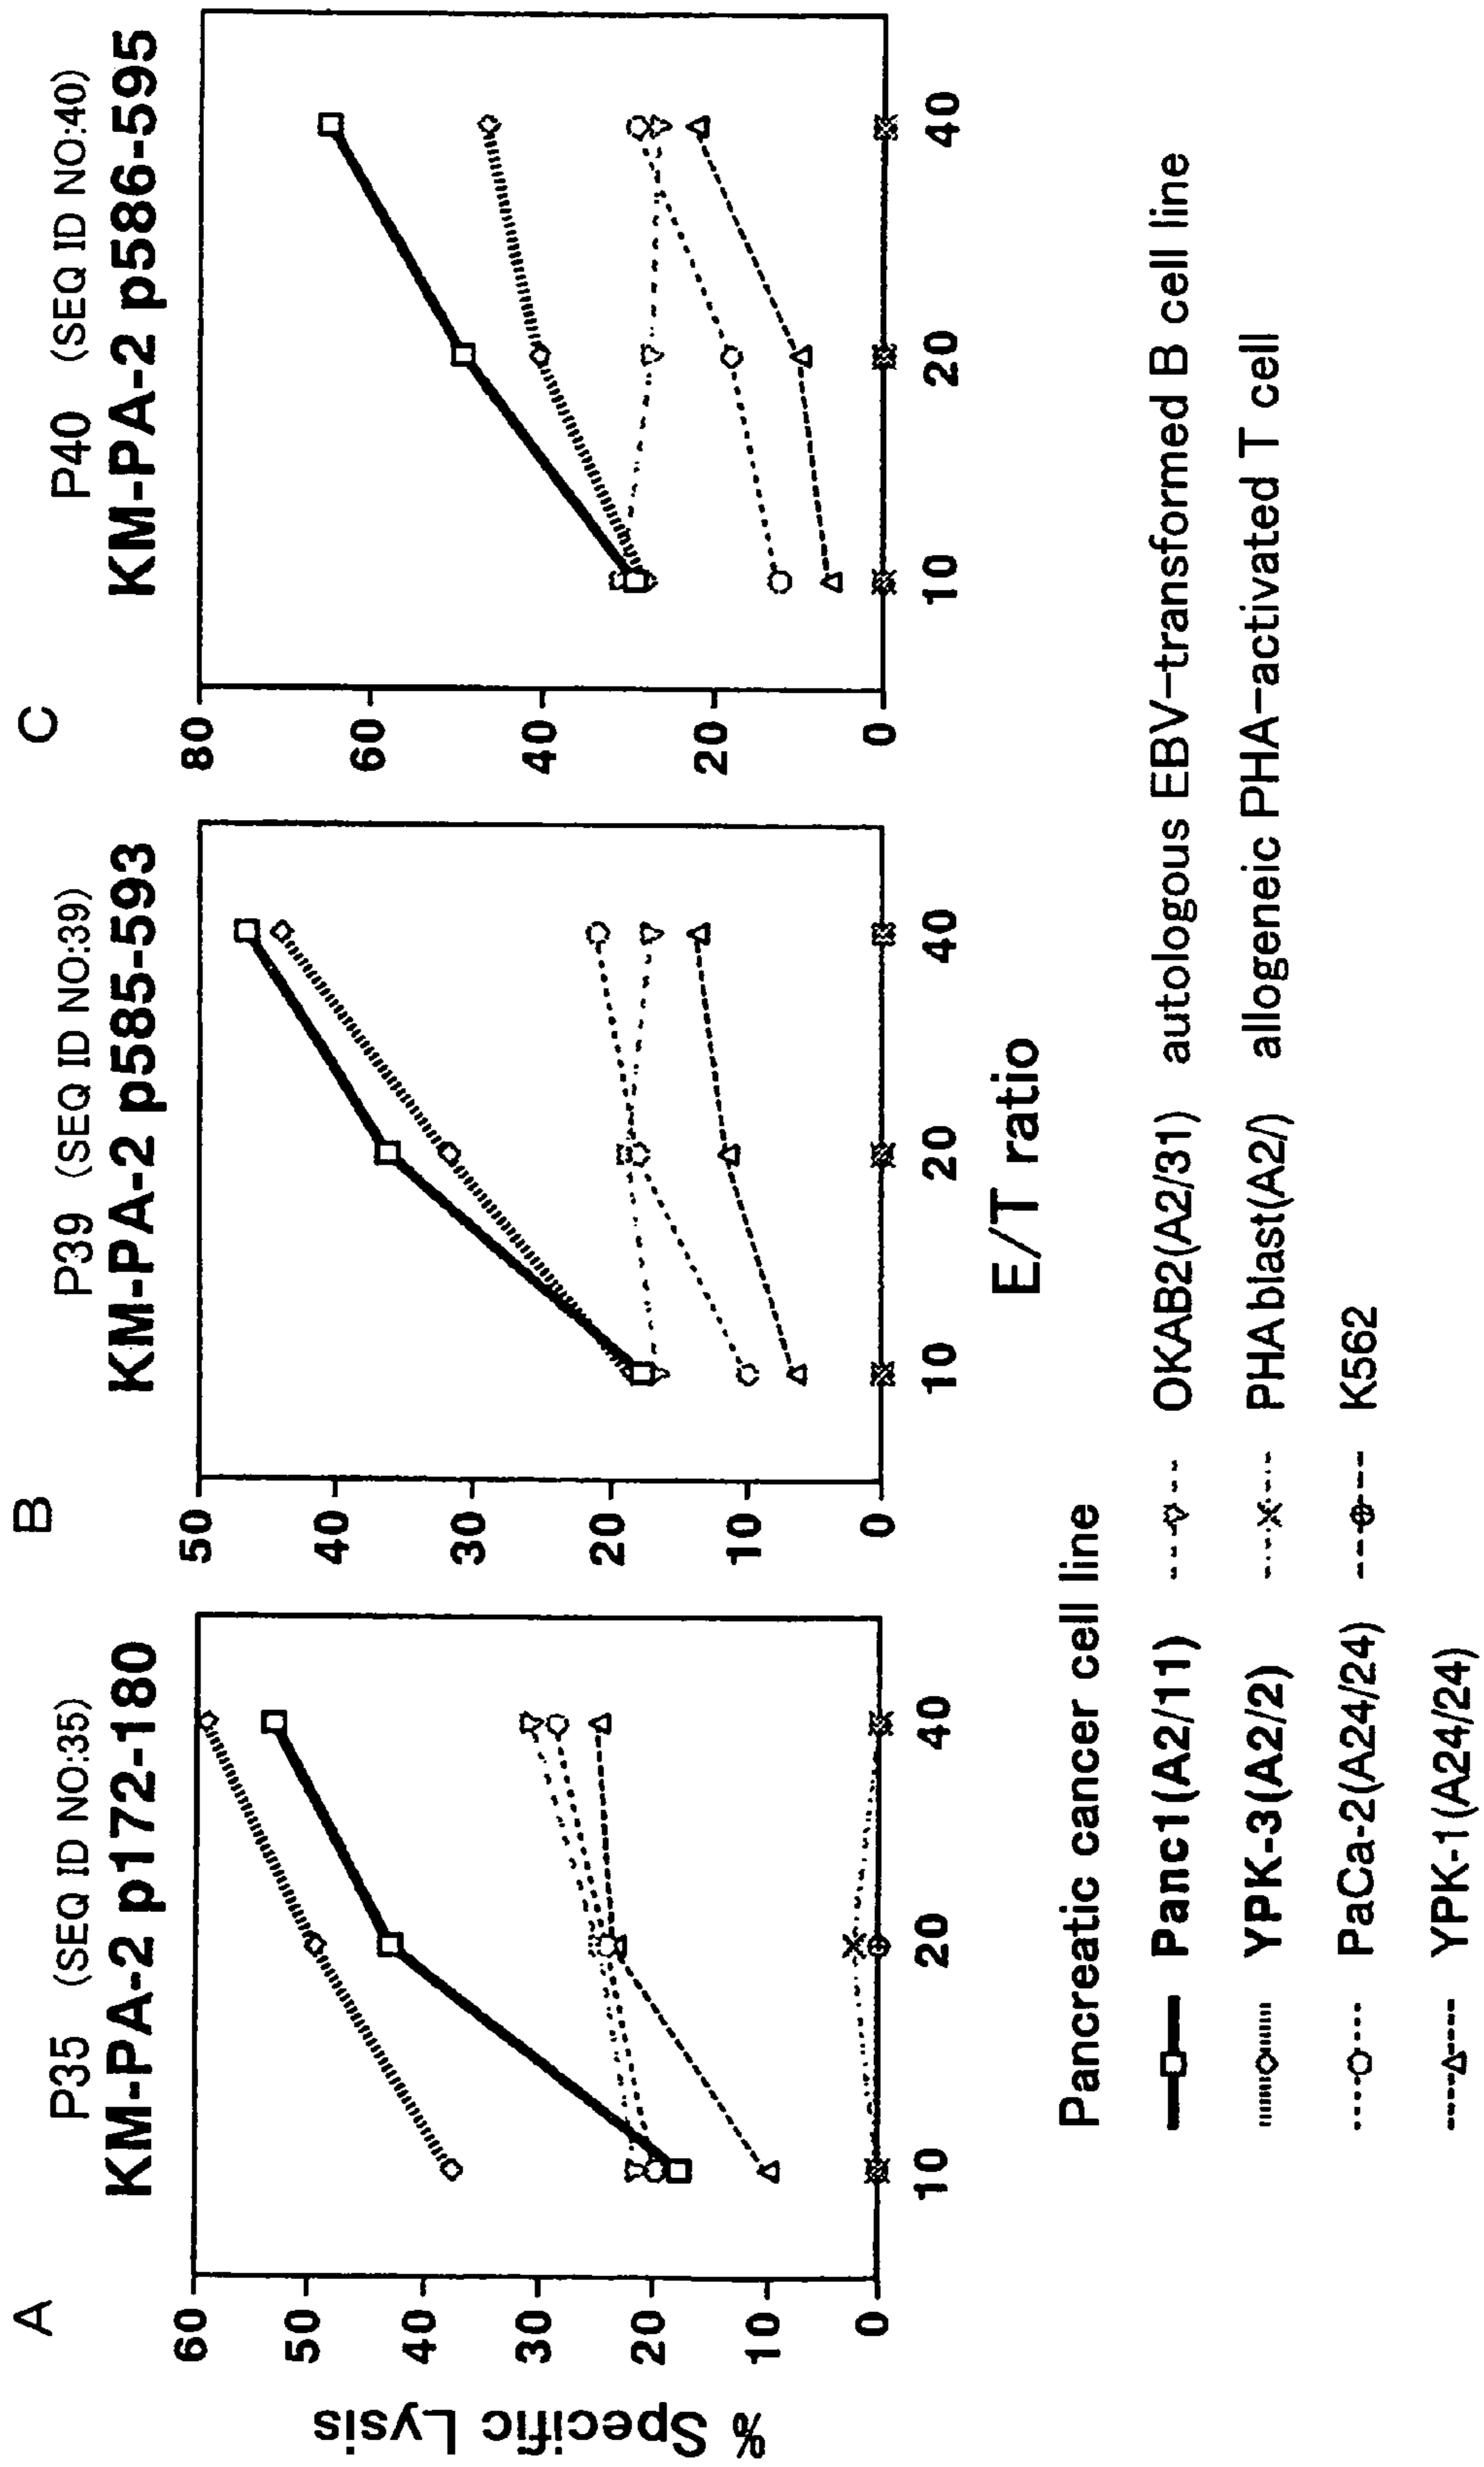 A
P35 (SEQ ID NO:35)
KM-PA-2 p172-180
% Specific Lysis
60
50
40
30
20
10
0
10
20
40
B
P39 (SEQ ID NO:39)
KM-PA-2 p585-593
50
40
30
20
10
0
10
20
40
C
P40 (SEQ ID NO:40)
KM-PA-2 p586-595
80
60
40
20
0
10
20
40
E/T ratio
Pancreatic cancer cell line
Panc1(A2/11)
YPK-3(A2/2)
PaCa-2(A24/24)
YPK-1(A24/24)
OKAB2(A2/31) autologous EBV-transformed B cell line
PHAblast(A2/) allogeneic PHA-activated T cell
K562